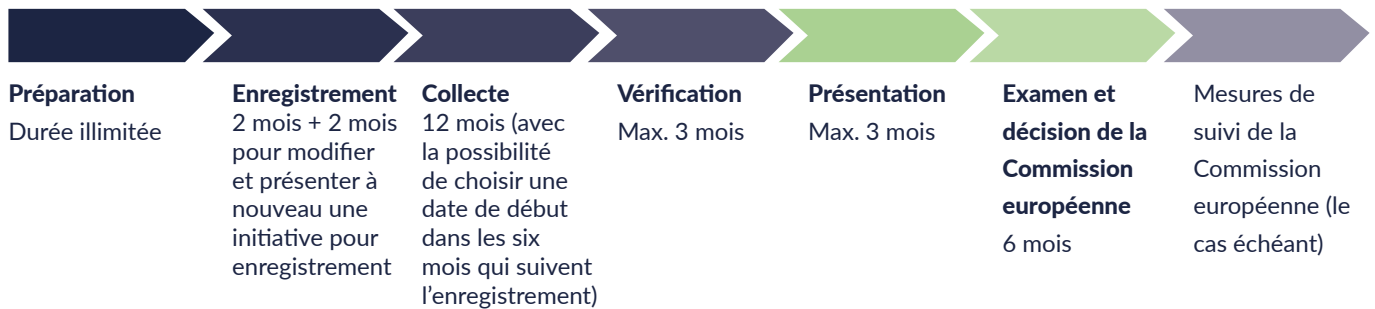 Préparation
Durée illimitée
Enregistrement
2 mois + 2 mois
pour modifier
et présenter à
nouveau une
initiative pour
enregistrement
Collecte
12 mois (avec
la possibilité
de choisir une
date de début
dans les six
mois qui suivent
l’enregistrement)
Vérification
Max. 3 mois
Présentation
Max. 3 mois
Examen et
décision de la
Commission
européenne
6 mois
Mesures de
suivi de la
Commission
européenne (le
cas échéant)